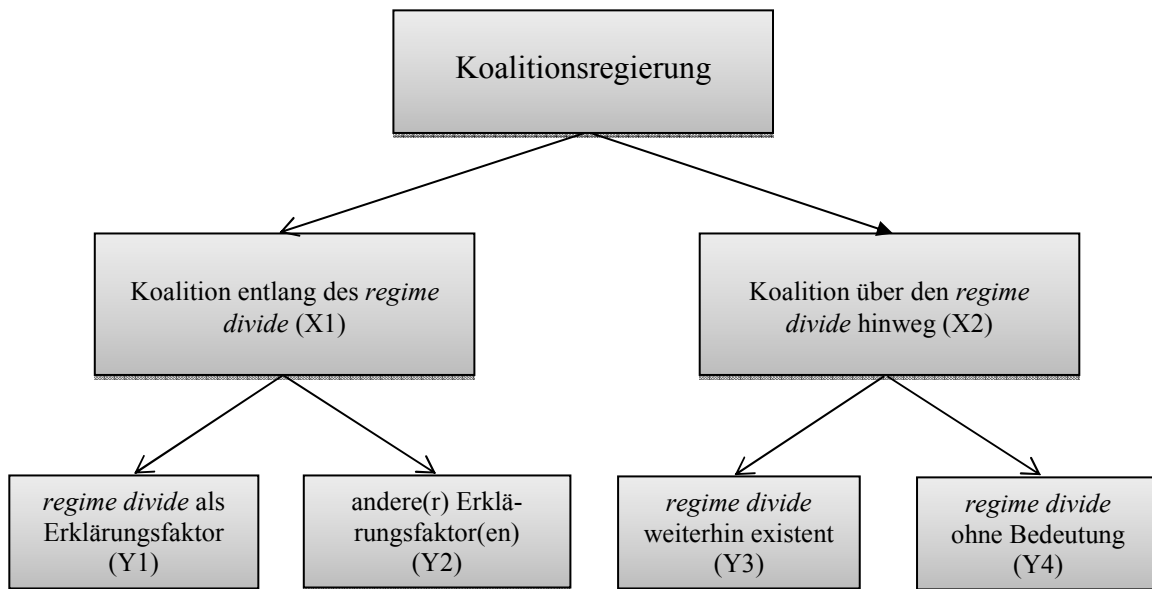 Koalitionsregierung
Koalition entlang des regime
divide (X1)
Koalition über den regime
divide hinweg (X2)
regime divide als
Erklärungsfaktor
(Y1)
andere(r) Erklä-
rungsfaktor(en)
(Y2)
regime divide
weiterhin existent
(Y3)
regime divide
ohne Bedeutung
(Y4)